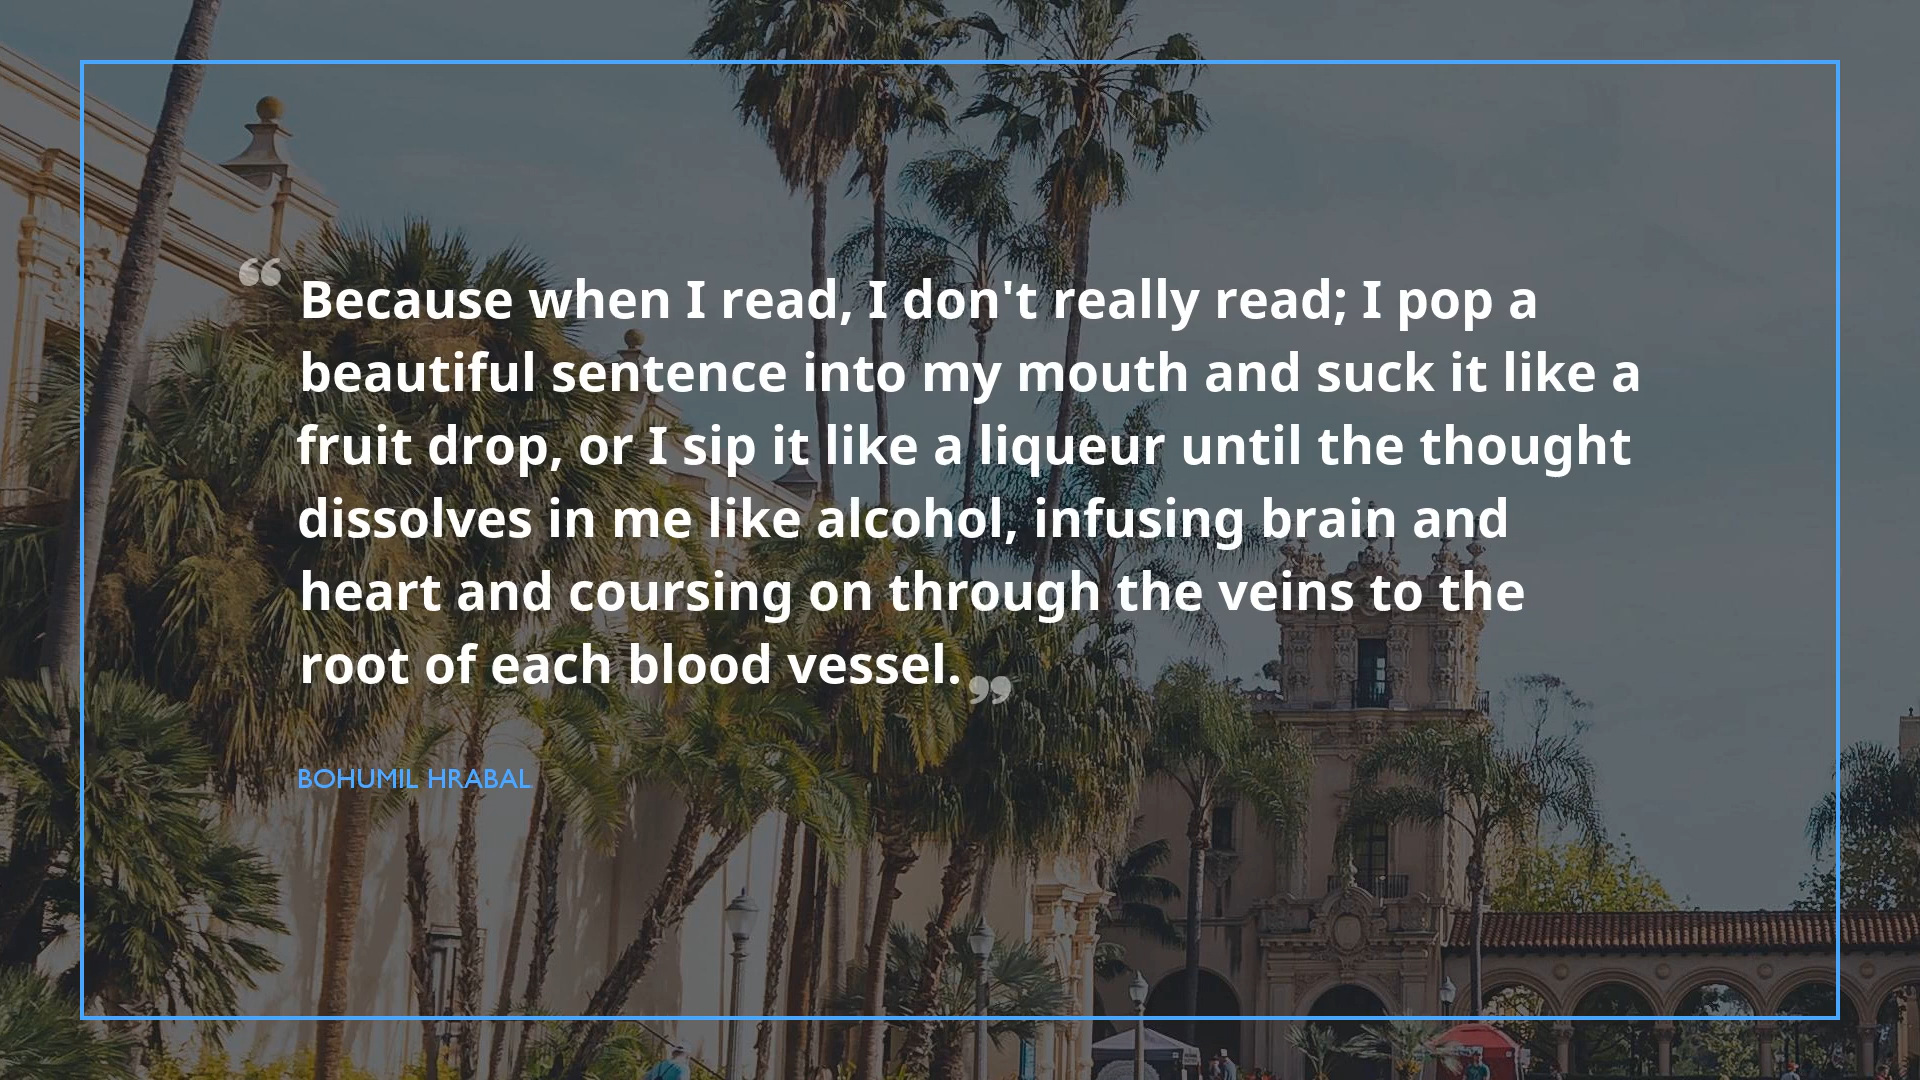 “Because when I read, I don't really read; I pop a
beautiful sentence into my mouth and suck it like a
fruit drop, or I sip it like a liqueur until the thought
dissolves in me like alcohol, infusing brain and
heart and coursing on through the veins to the
root of each blood vessel.”
BOHUMIL HRABAL